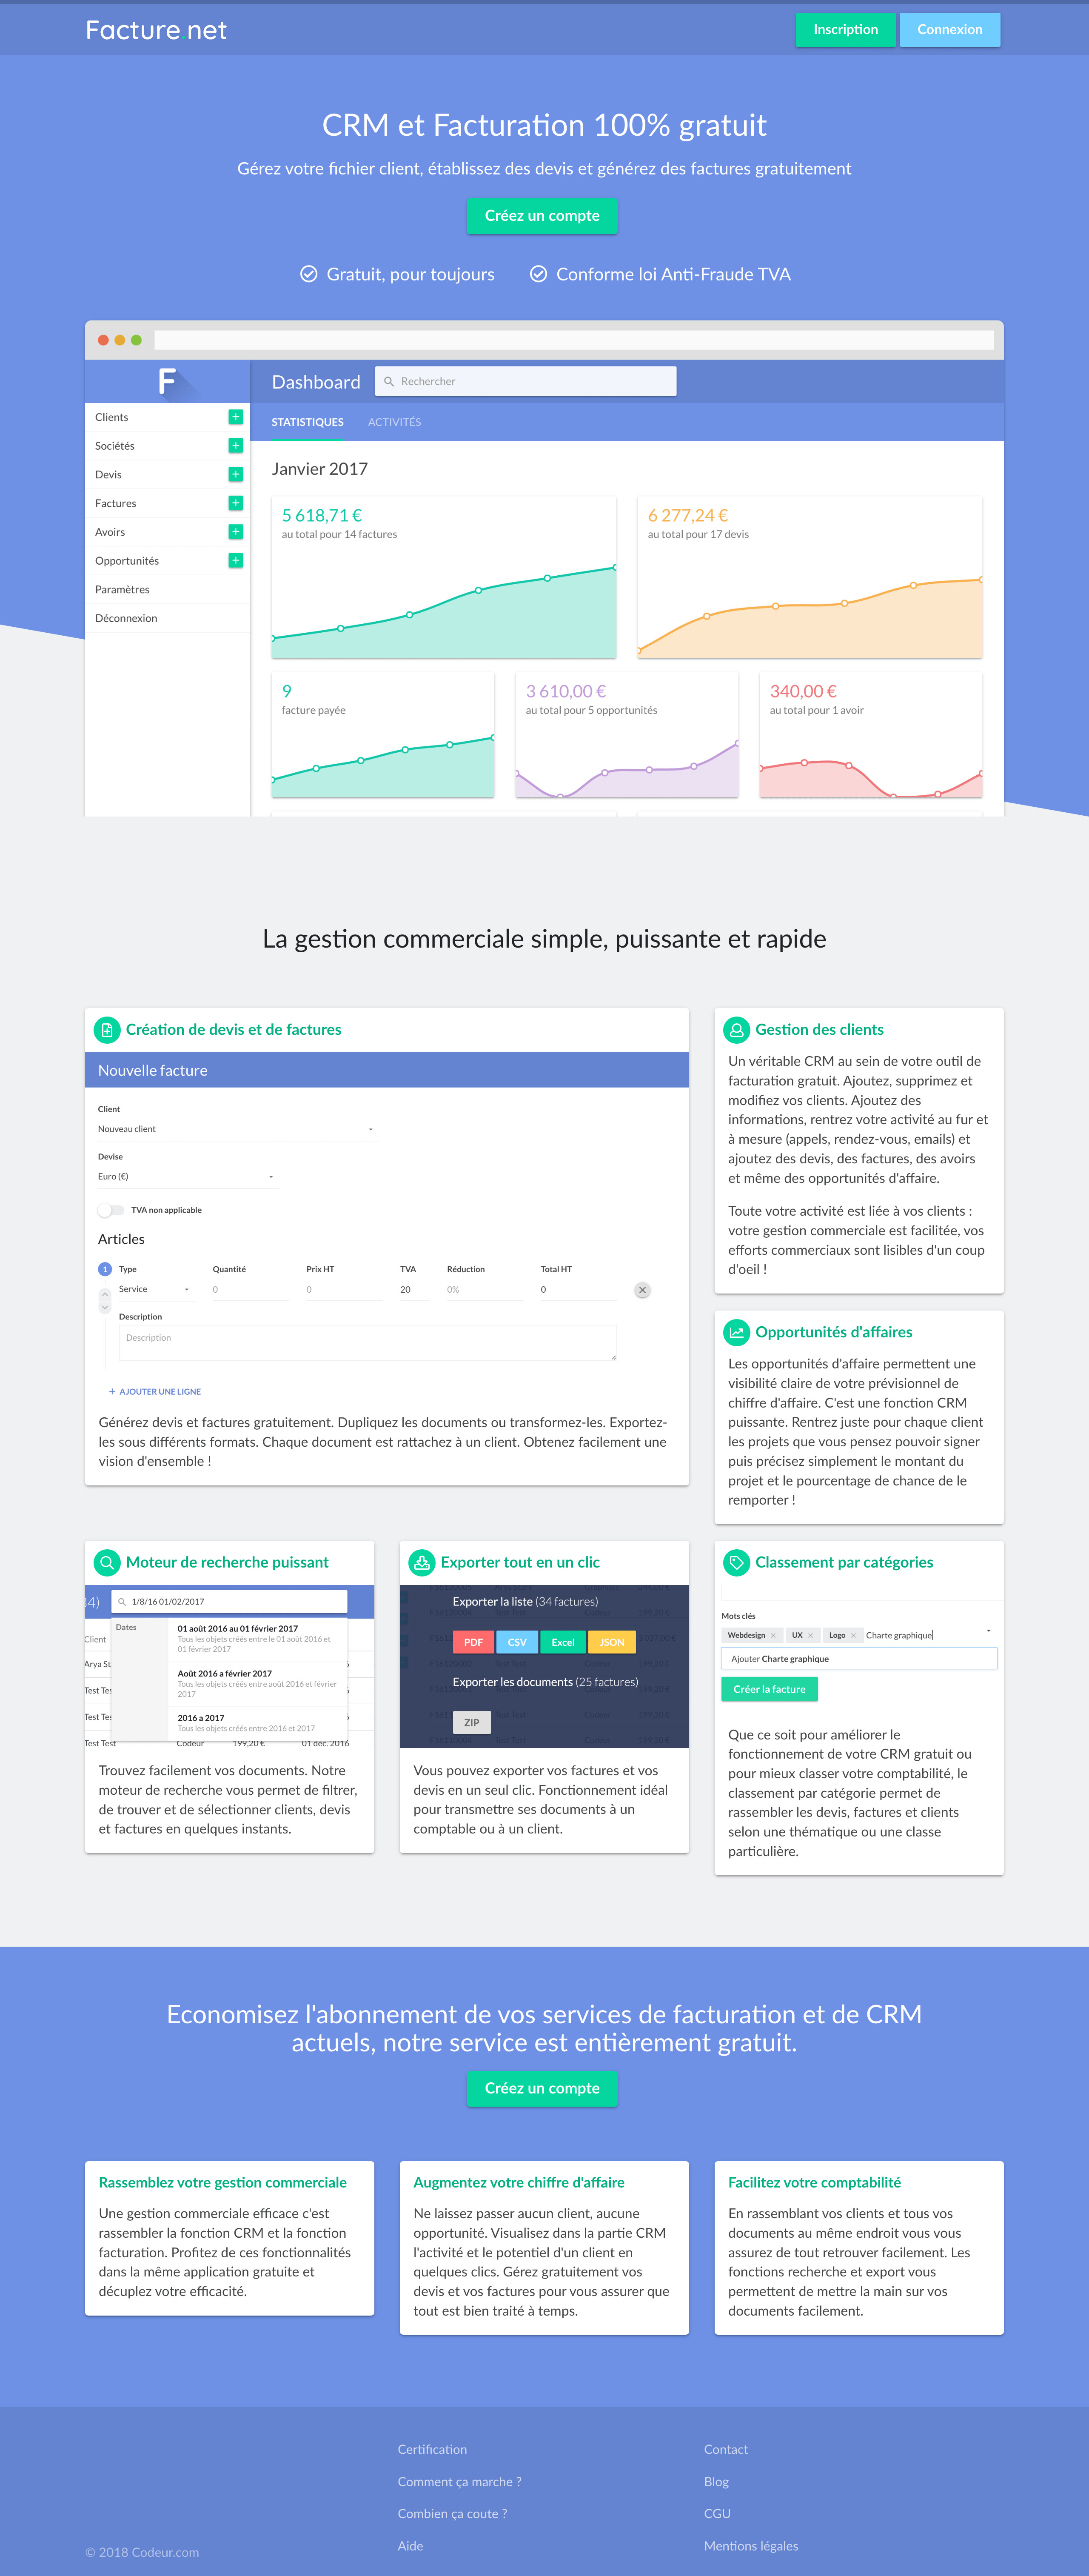 Facture.net
Inscription
Connexion
CRM et Facturation 100% gratuit
Gérez votre fichier client, établissez des devis et générez des factures gratuitement
Créez un compte
Gratuit, pour toujours
Conforme loi Anti-Fraude TVA
F
Dashboard
Rechercher
Clients
Sociétés
Devis
Factures
Avoirs
Opportunités
Paramètres
Déconnexion
STATISTIQUES
ACTIVITÉS
Janvier 2017
5 618,71 €
au total pour 14 factures
6 277,24 €
au total pour 17 devis
9
facture payée
3 610,00 €
au total pour 5 opportunités
340,00 €
au total pour 1 avoir
La gestion commerciale simple, puissante et rapide
Création de devis et de factures
Nouvelle facture
Client
Nouveau client
Devise
Euro (€)
TVA non applicable
Articles
1 Type Quantité Prix HT TVA Réduction Total HT
Service 0 0 20 0% 0
Description
Description
+ AJOUTER UNE LIGNE
Générez devis et factures gratuitement. Dupliquez les documents ou transformez-les. Exportez-
les sous différents formats. Chaque document est rattachez à un client. Obtenez facilement une
vision d'ensemble !
Gestion des clients
Un véritable CRM au sein de votre outil de
facturation gratuit. Ajoutez, supprimez et
modifiez vos clients. Ajoutez des
informations, rentrez votre activité au fur et
à mesure (appels, rendez-vous, emails) et
ajoutez des devis, des factures, des avoirs
et même des opportunités d'affaire.
Toute votre activité est liée à vos clients :
votre gestion commerciale est facilitée, vos
efforts commerciaux sont lisibles d'un coup
d'oeil !
Opportunités d'affaires
Les opportunités d'affaire permettent une
visibilité claire de votre prévisionnel de
chiffre d'affaire. C'est une fonction CRM
puissante. Rentrez juste pour chaque client
les projets que vous pensez pouvoir signer
puis précisez simplement le montant du
projet et le pourcentage de chance de le
remporter !
Moteur de recherche puissant
34)
1/8/16 01/02/2017
Client
Arya St
Test Tes
Test Tes
Dates
01 août 2016 au 01 février 2017
Tous les objets créés entre le 01 août 2016 et
01 février 2017
Août 2016 a février 2017
Tous les objets créés entre août 2016 et février
2017
2016 a 2017
Tous les objets créés entre 2016 et 2017
Test Test Codeur 199,20 € 01 déc. 2016
Trouvez facilement vos documents. Notre
moteur de recherche vous permet de filtrer,
de trouver et de sélectionner clients, devis
et factures en quelques instants.
Exporter tout en un clic
Exporter la liste (34 factures)
PDF
CSV
Excel
JSON
Exporter les documents (25 factures)
ZIP
Vous pouvez exporter vos factures et vos
devis en un seul clic. Fonctionnement idéal
pour transmettre ses documents à un
comptable ou à un client.
Classement par catégories
Mots clés
Webdesign × UX × Logo × Charte graphique
Ajouter Charte graphique
Créer la facture
Que ce soit pour améliorer le
fonctionnement de votre CRM gratuit ou
pour mieux classer votre comptabilité, le
classement par catégorie permet de
rassembler les devis, factures et clients
selon une thématique ou une classe
particulière.
Economisez l'abonnement de vos services de facturation et de CRM
actuels, notre service est entièrement gratuit.
Créez un compte
Rassemblez votre gestion commerciale
Une gestion commerciale efficace c'est
rassembler la fonction CRM et la fonction
facturation. Profitez de ces fonctionnalités
dans la même application gratuite et
décuplez votre efficacité.
Augmentez votre chiffre d'affaire
Ne laissez passer aucun client, aucune
opportunité. Visualisez dans la partie CRM
l'activité et le potentiel d'un client en
quelques clics. Gérez gratuitement vos
devis et vos factures pour vous assurer que
tout est bien traité à temps.
Facilitez votre comptabilité
En rassemblant vos clients et tous vos
documents au même endroit vous vous
assurez de tout retrouver facilement. Les
fonctions recherche et export vous
permettent de mettre la main sur vos
documents facilement.
Certification
Comment ça marche ?
Combien ça coute ?
Aide
Contact
Blog
CGU
Mentions légales
© 2018 Codeur.com